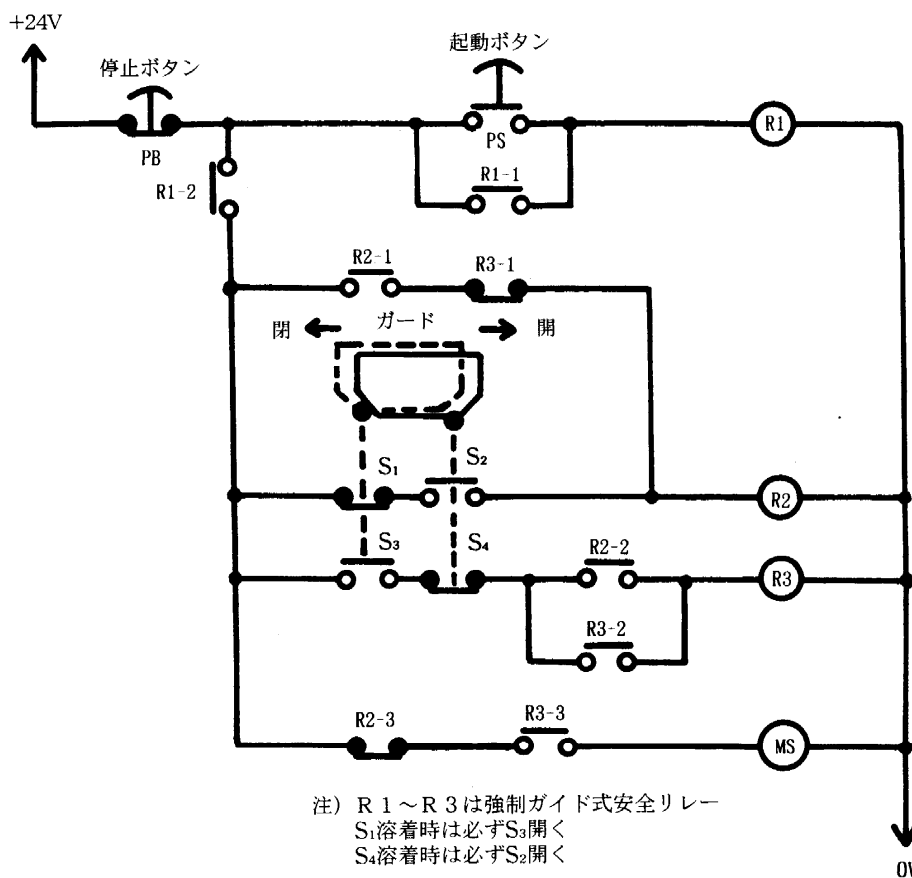 +24V
停止ボタン
起動ボタン
PB
PS
R1
R1-2
R1-1
R2-1
R3-1
閉
ガード
開
S₁
S₂
R2
S₃
S₄
R2-2
R3
R3-2
R2-3
R3-3
MS
注) R1～R3は強制ガイド式安全リレー
S₁溶着時は必ずS₃開く
S₄溶着時は必ずS₂開く
0V